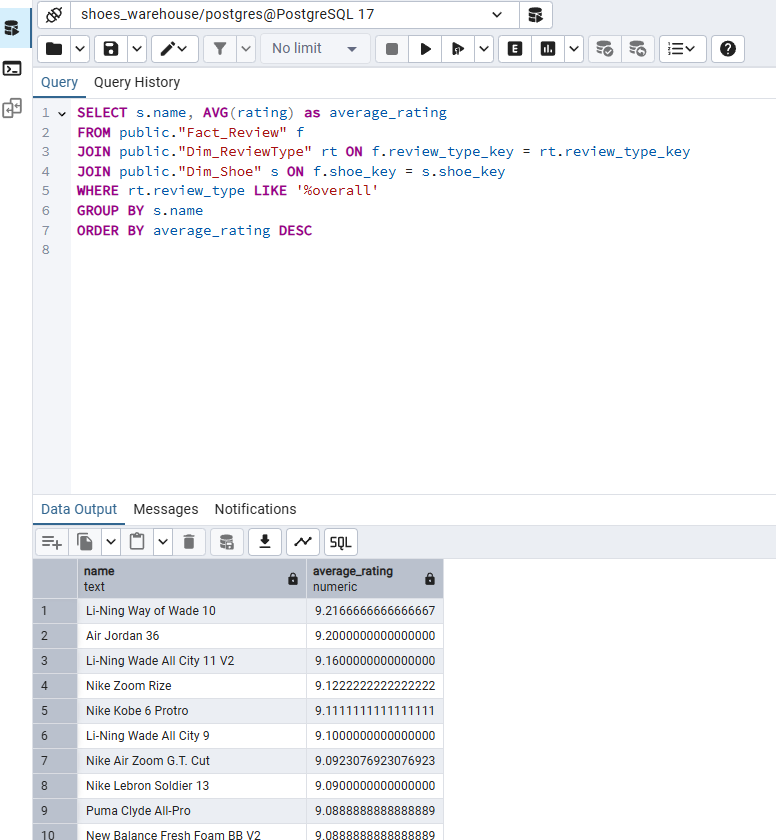 shoes_warehouse/postgres@PostgreSQL 17
No limit
E
SQL
Query Query History
1 SELECT s.name, AVG(rating) as average_rating
2 FROM public."Fact_Review" f
3 JOIN public."Dim_ReviewType" rt ON f.review_type_key = rt.review_type_key
4 JOIN public."Dim_Shoe" s ON f.shoe_key = s.shoe_key
5 WHERE rt.review_type LIKE '%overall'
6 GROUP BY s.name
7 ORDER BY average_rating DESC
8
Data Output Messages Notifications
name average_rating
text numeric
1 Li-Ning Way of Wade 10 9.2166666666666667
2 Air Jordan 36 9.2000000000000000
3 Li-Ning Wade All City 11 V2 9.1600000000000000
4 Nike Zoom Rize 9.1222222222222222
5 Nike Kobe 6 Protro 9.1111111111111111
6 Li-Ning Wade All City 9 9.1000000000000000
7 Nike Air Zoom G.T. Cut 9.0923076923076923
8 Nike Lebron Soldier 13 9.0900000000000000
9 Puma Clyde All-Pro 9.0888888888888889
10 New Balance Fresh Foam BB V2 9.0888888888888889